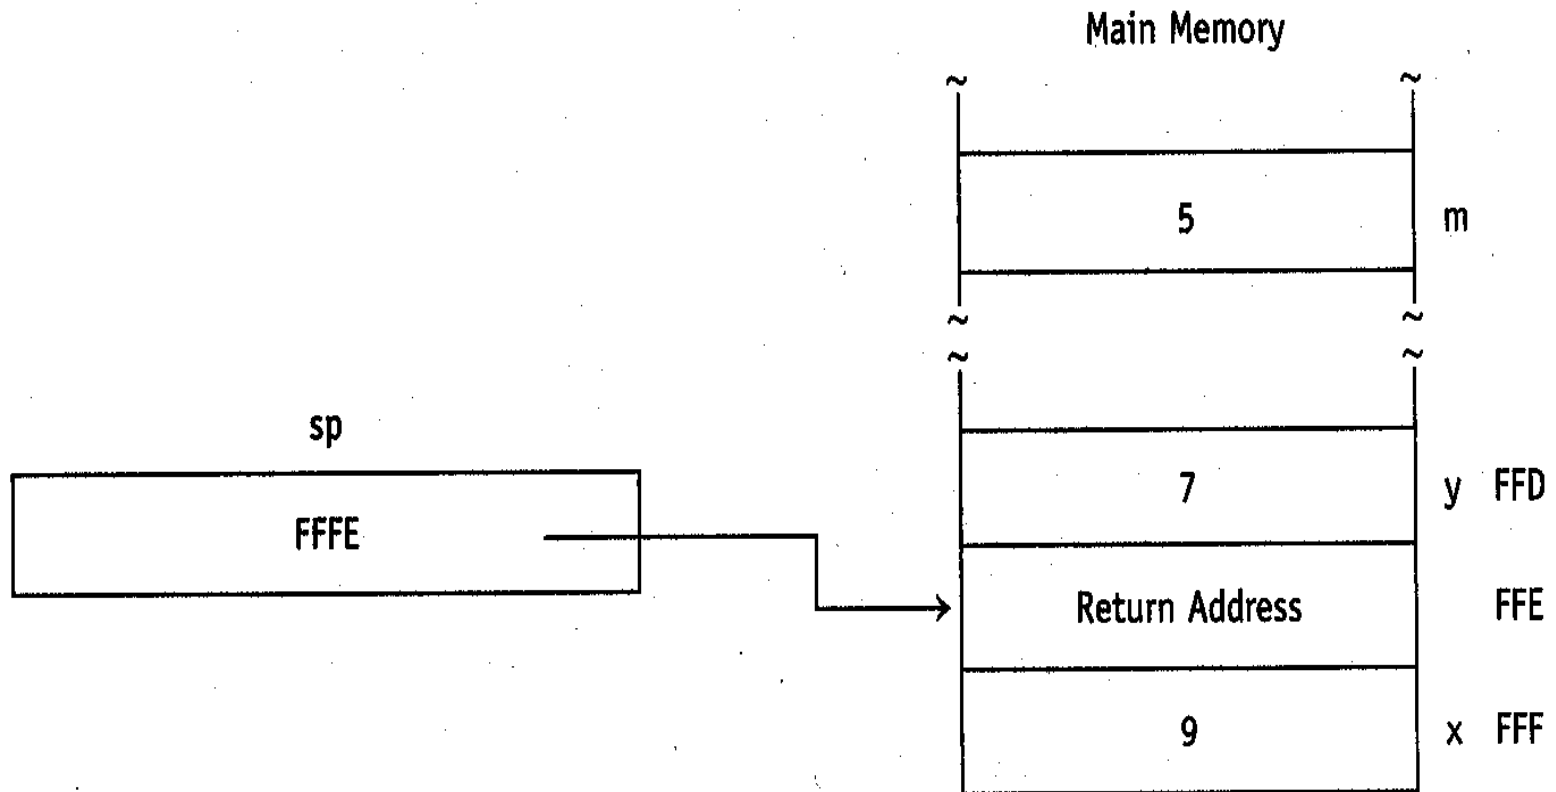 Main Memory
5 m
sp
7 y FFD
FFFE
Return Address FFE
9 x FFF